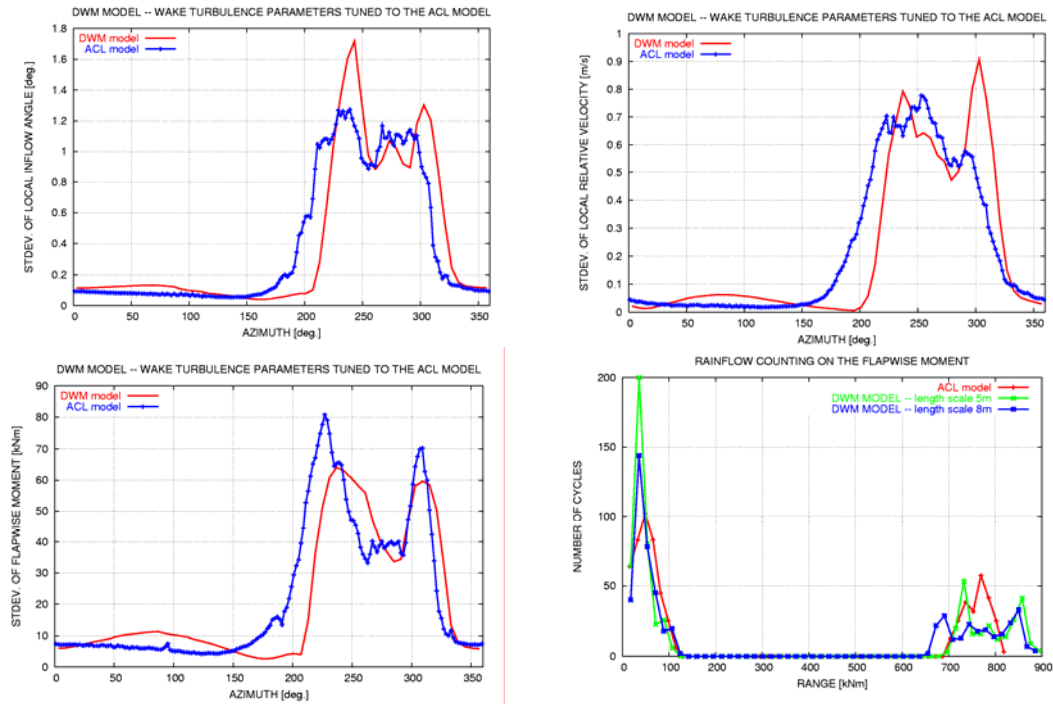 DWM MODEL -- WAKE TURBULENCE PARAMETERS TUNED TO THE ACL MODEL
DWM model
ACL model
STDEV. OF LOCAL INFLOW ANGLE [deg.]
1.8
1.6
1.4
1.2
1
0.8
0.6
0.4
0.2
0
0 50 100 150 200 250 300 350
AZIMUTH [deg.]
DWM MODEL -- WAKE TURBULENCE PARAMETERS TUNED TO THE ACL MODEL
DWM model
ACL model
STDEV. OF LOCAL RELATIVE VELOCITY [m/s]
1
0.9
0.8
0.7
0.6
0.5
0.4
0.3
0.2
0.1
0
0 50 100 150 200 250 300 350
AZIMUTH [deg.]
DWM MODEL -- WAKE TURBULENCE PARAMETERS TUNED TO THE ACL MODEL
DWM model
ACL model
STDEV. OF FLAPWISE MOMENT [kNm]
90
80
70
60
50
40
30
20
10
0
0 50 100 150 200 250 300 350
AZIMUTH [deg.]
RAINFLOW COUNTING ON THE FLAPWISE MOMENT
ACL model
DWM MODEL -- length scale 5m
DWM MODEL -- length scale 8m
NUMBER OF CYCLES
200
150
100
50
0
0 100 200 300 400 500 600 700 800 900
RANGE [kNm]